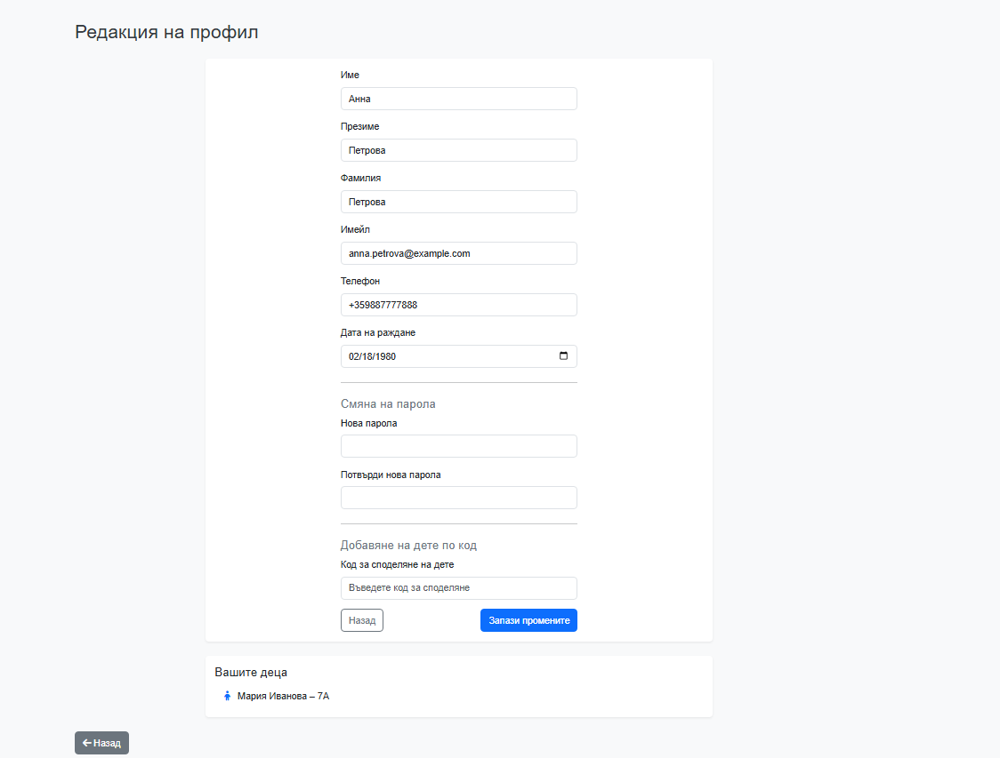 Редакция на профил
Име
Анна
Презиме
Петрова
Фамилия
Петрова
Имейл
anna.petrova@example.com
Телефон
+359887777888
Дата на раждане
02/18/1980
Смяна на парола
Нова парола
Потвърди нова парола
Добавяне на дете по код
Код за споделяне на дете
Въведете код за споделяне
Назад Запази промените
Вашите деца
Мария Иванова – 7А
Назад